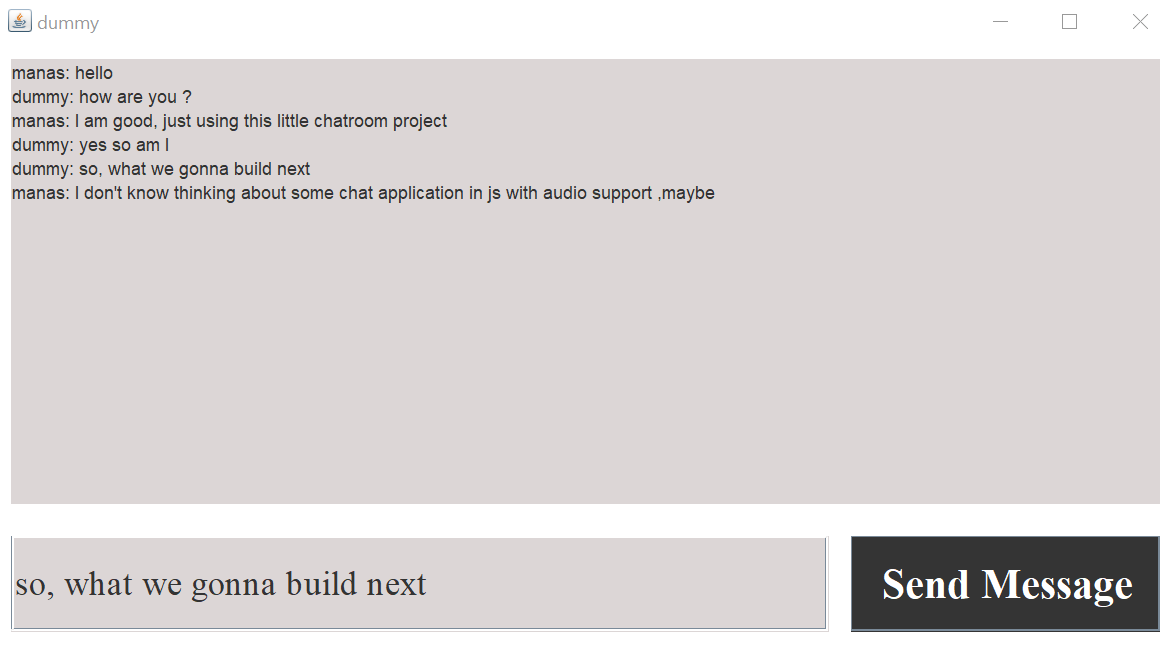 dummy
manas: hello
dummy: how are you ?
manas: I am good, just using this little chatroom project
dummy: yes so am I
dummy: so, what we gonna build next
manas: I don't know thinking about some chat application in js with audio support ,maybe
so, what we gonna build next
Send Message